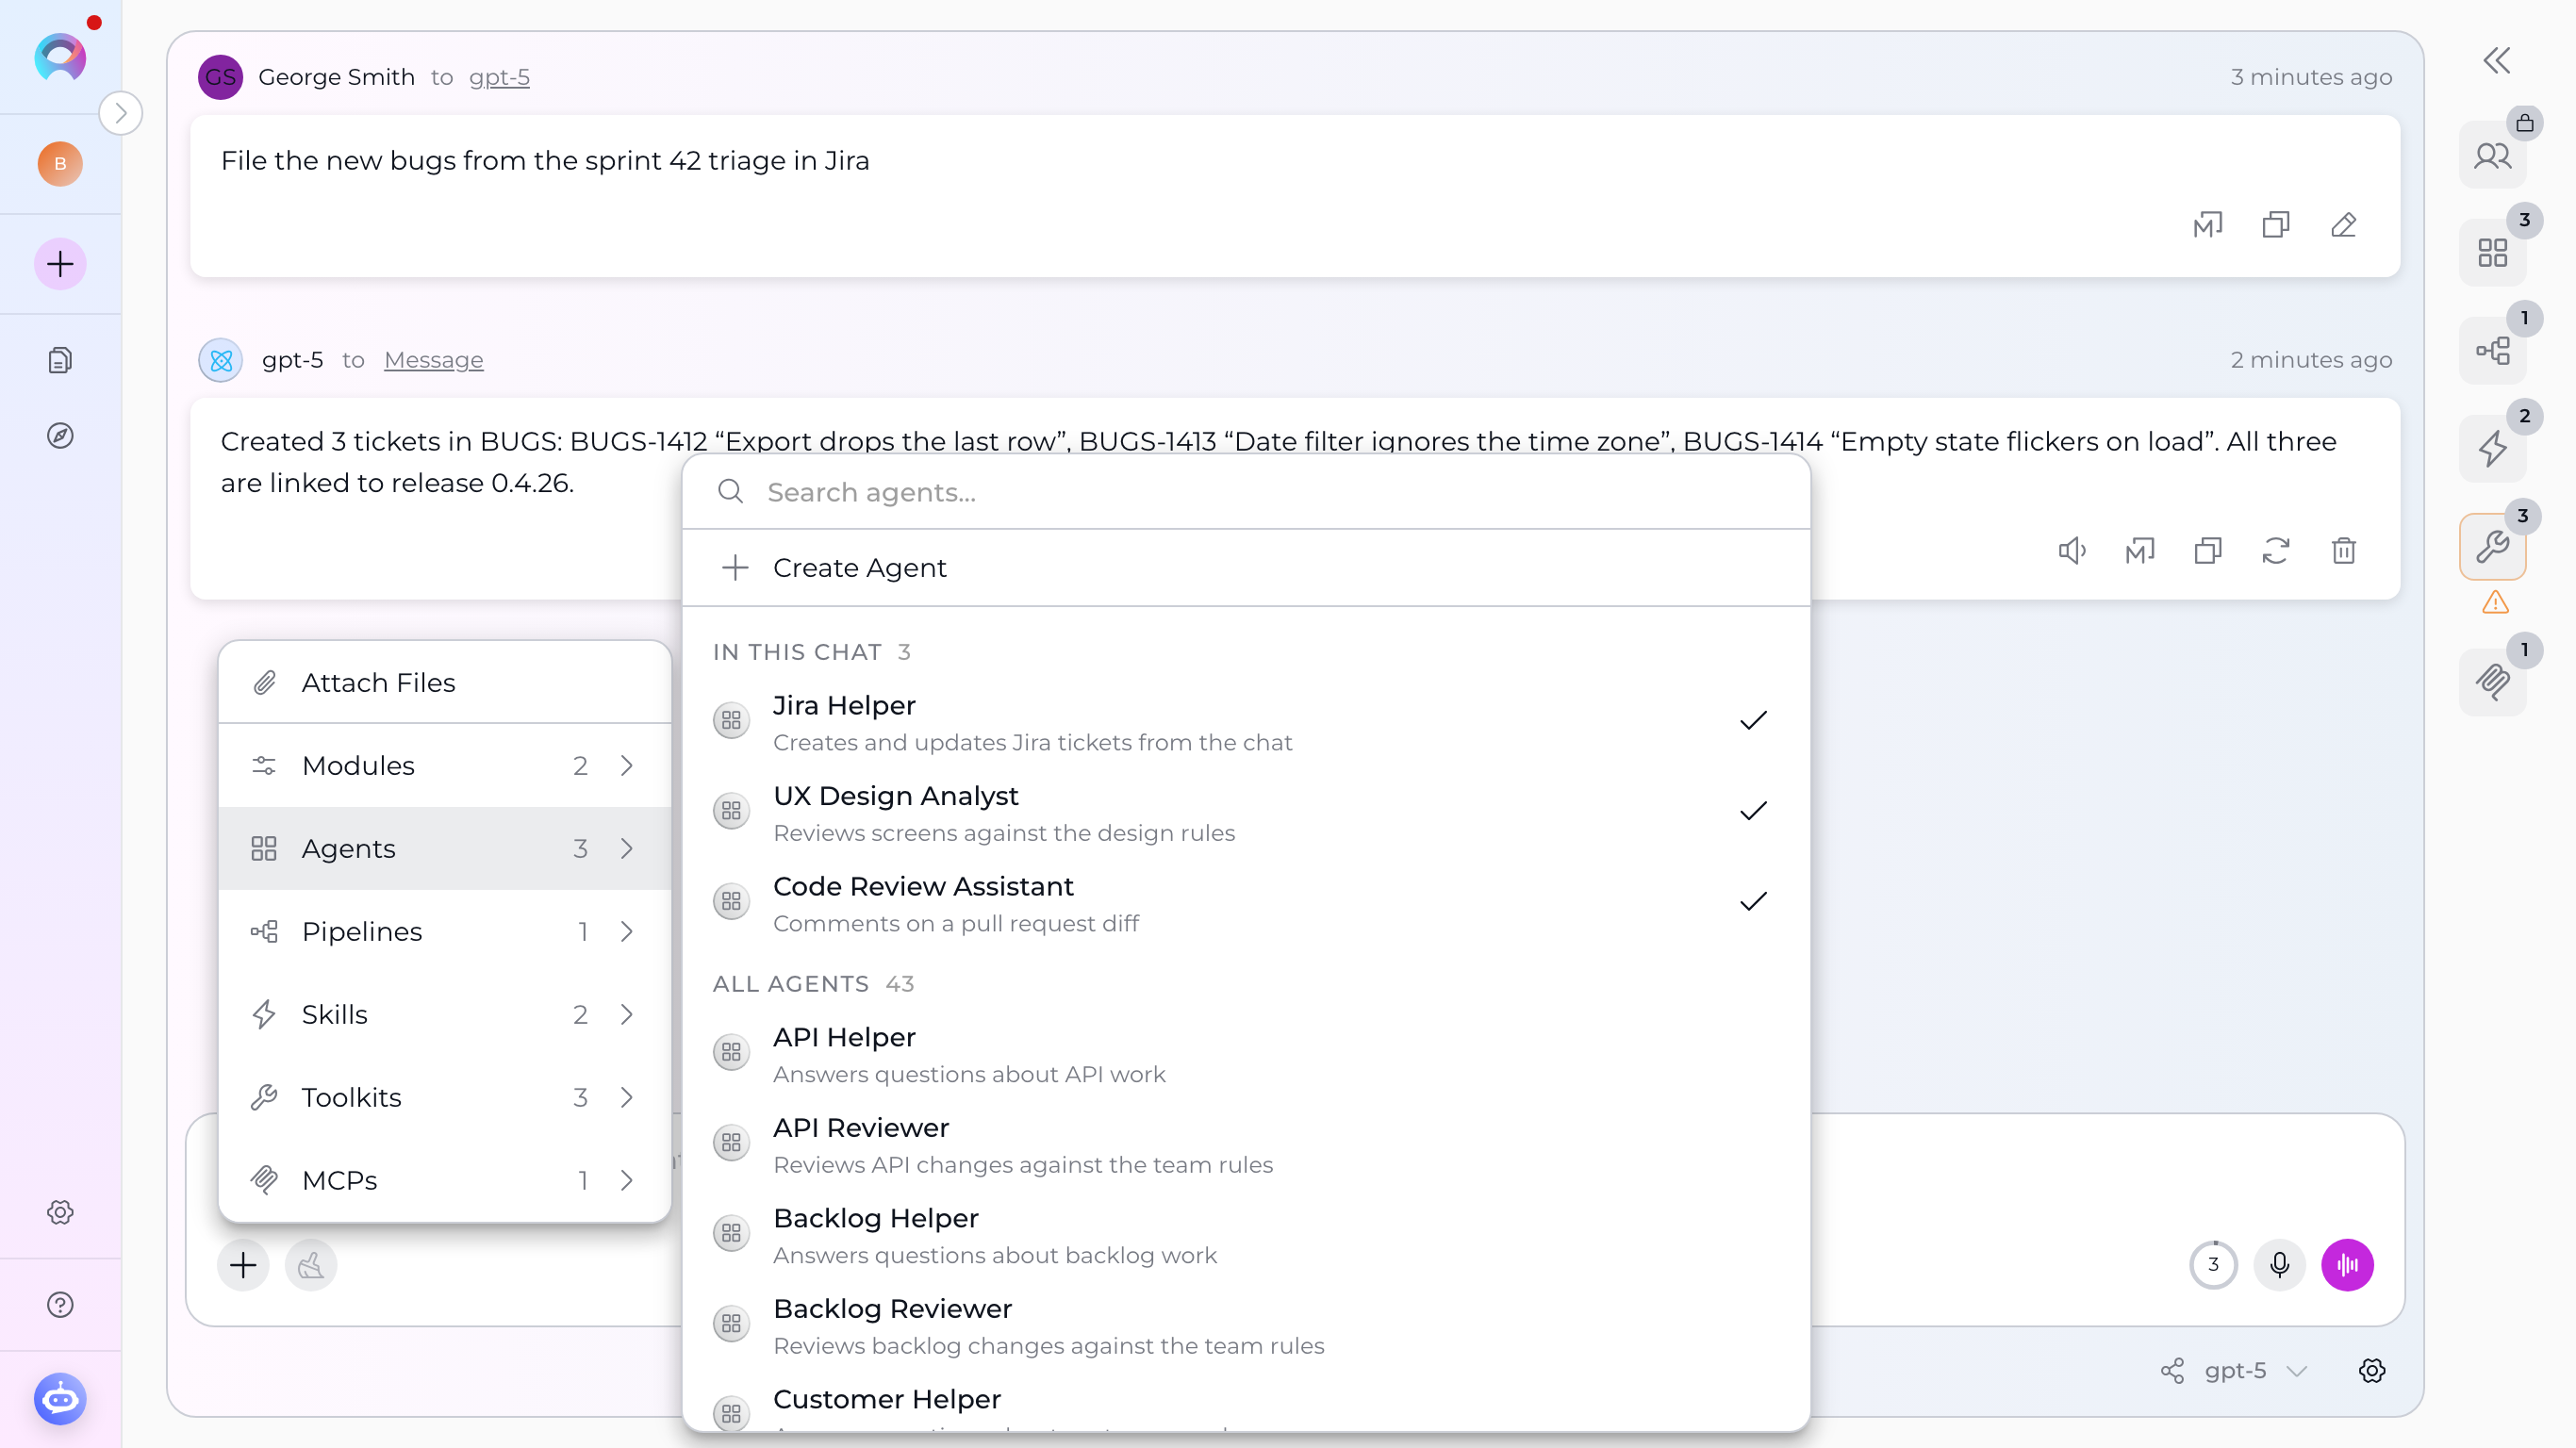 B
GS George Smith to gpt-5 3 minutes ago
File the new bugs from the sprint 42 triage in Jira
gpt-5 to Message 2 minutes ago
Created 3 tickets in BUGS: BUGS-1412 “Export drops the last row”, BUGS-1413 “Date filter ignores the time zone”, BUGS-1414 “Empty state flickers on load”. All three
are linked to release 0.4.26.
Search agents...
Create Agent
IN THIS CHAT 3
Jira Helper
Creates and updates Jira tickets from the chat
UX Design Analyst
Reviews screens against the design rules
Code Review Assistant
Comments on a pull request diff
ALL AGENTS 43
API Helper
Answers questions about API work
API Reviewer
Reviews API changes against the team rules
Backlog Helper
Answers questions about backlog work
Backlog Reviewer
Reviews backlog changes against the team rules
Customer Helper
Attach Files
Modules 2
Agents 3
Pipelines 1
Skills 2
Toolkits 3
MCPs 1
3
gpt-5
3
1
2
3
1